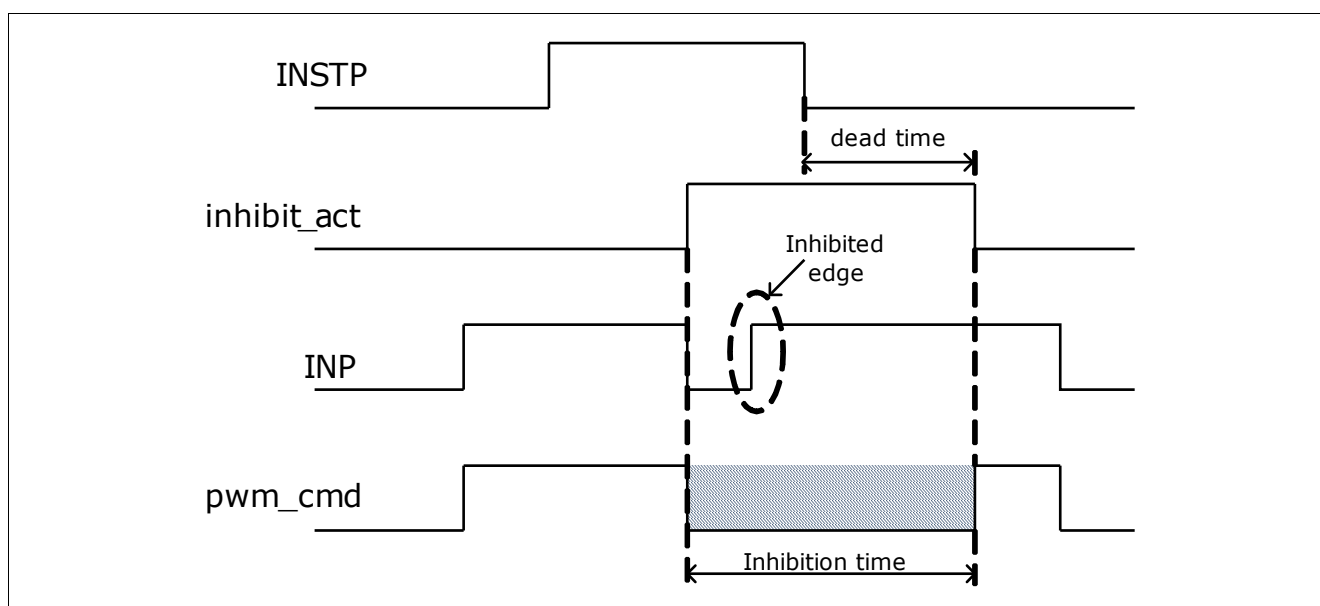 INSTP
dead time
inhibit_act
Inhibited
edge
INP
pwm_cmd
Inhibition time